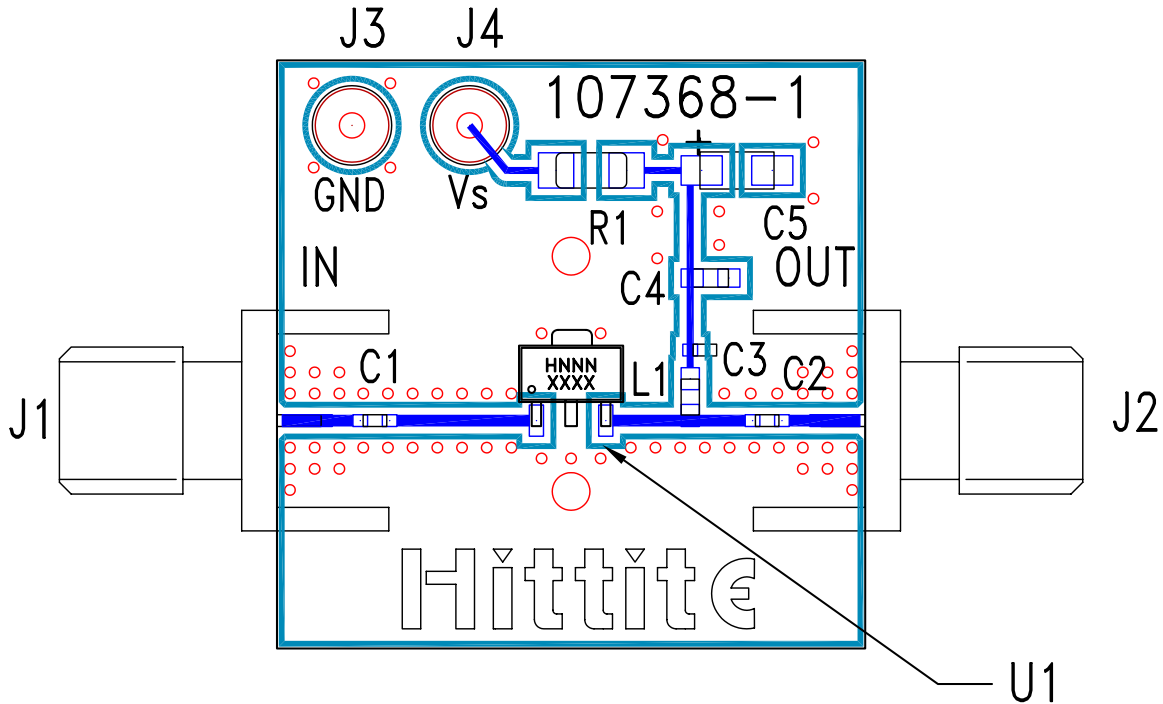 J3
J4
107368-1
+
GND
Vs
R1
C5
IN
OUT
C4
C1
HNNN
XXXX
L1
C3
C2
J1
J2
Hittite
U1